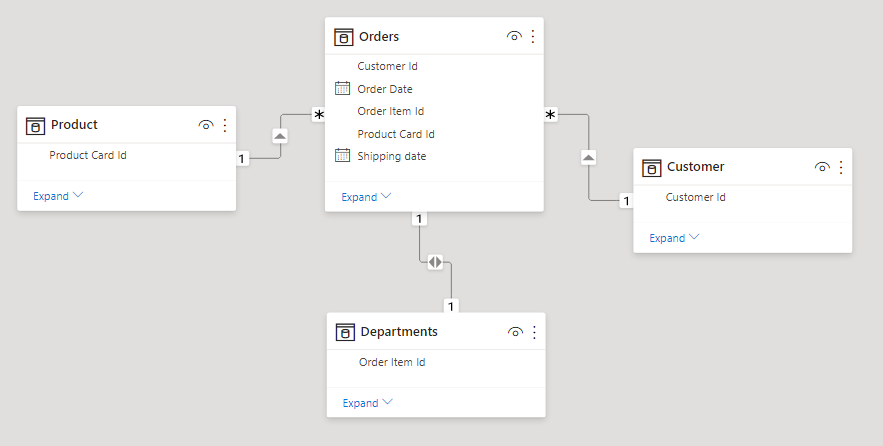 Orders
Customer Id
Order Date
Order Item Id
Product Card Id
Shipping date
Expand
Product
Product Card Id
Expand
Customer
Customer Id
Expand
Departments
Order Item Id
Expand
1
*
*
1
1
1